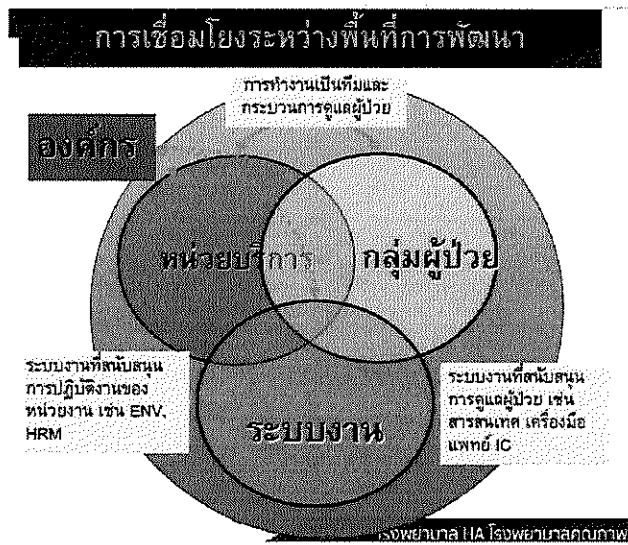 การเชื่อมโยงระหว่างพื้นที่การพัฒนา
การทำงานเป็นทีมและ
กระบวนการดูแลผู้ป่วย
องค์กร
หน่วยบริการ
กลุ่มผู้ป่วย
ระบบงานที่สนับสนุน
การปฏิบัติงานของ
หน่วยงาน เช่น ENV,
HRM
ระบบงาน
ระบบงานที่สนับสนุน
การดูแลผู้ป่วย เช่น
สารสนเทศ เครื่องมือ
แพทย์ IC
โรงพยาบาล HA โรงพยาบาลคุณภาพ